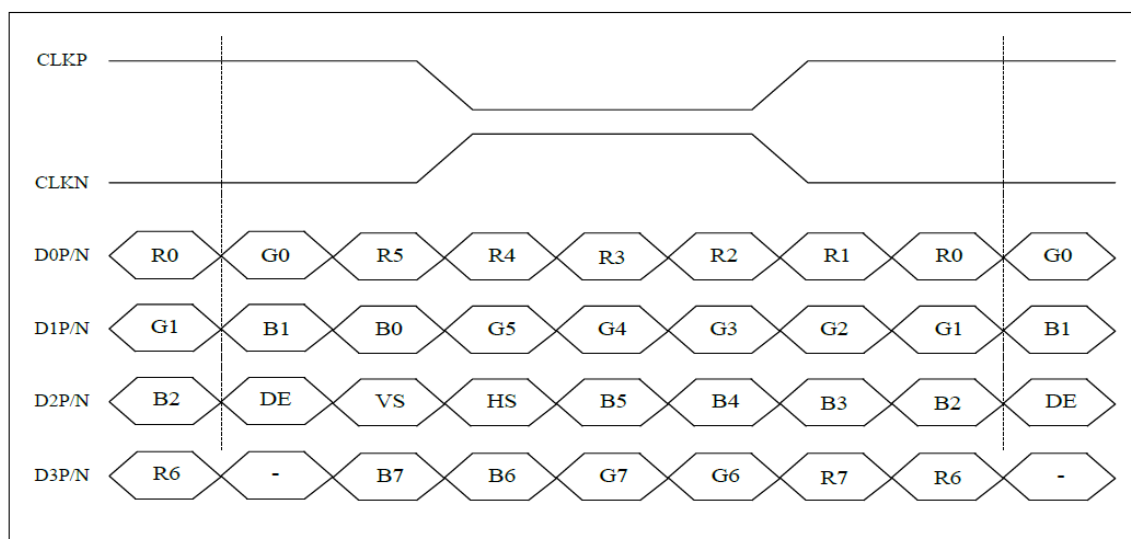 CLKP
CLKN
D0P/N R0 G0 R5 R4 R3 R2 R1 R0 G0
D1P/N G1 B1 B0 G5 G4 G3 G2 G1 B1
D2P/N B2 DE VS HS B5 B4 B3 B2 DE
D3P/N R6 - B7 B6 G7 G6 R7 R6 -